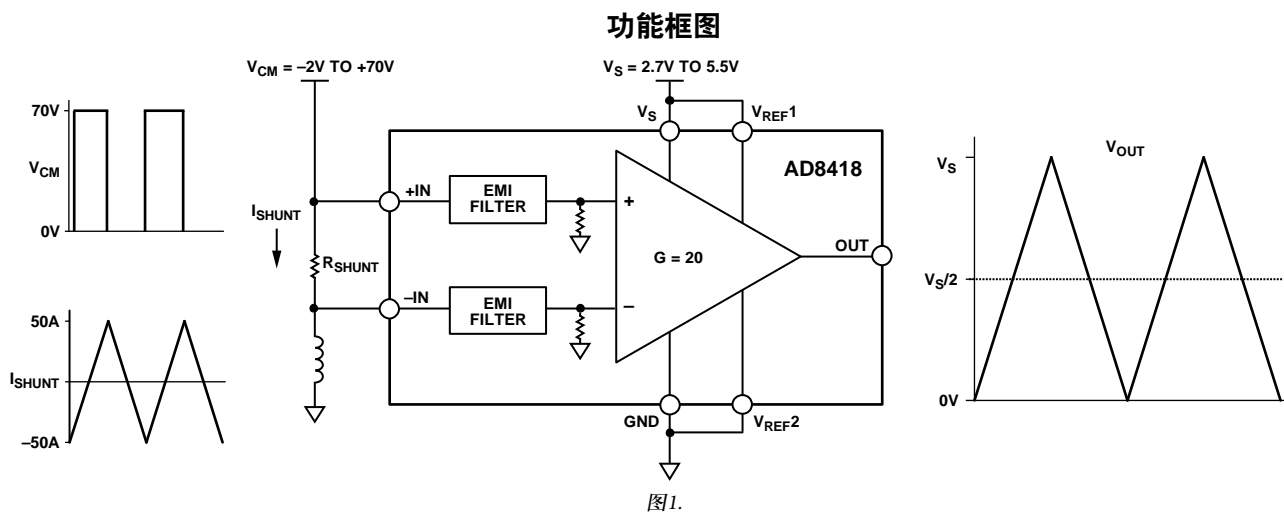 功能框图
V_CM = –2V TO +70V
V_S = 2.7V TO 5.5V
70V
V_CM
0V
50A
I_SHUNT
–50A
I_SHUNT
R_SHUNT
V_S
V_REF1
AD8418
+IN
EMI
FILTER
+
G = 20
OUT
–IN
EMI
FILTER
–
GND
V_REF2
V_OUT
V_S
V_S/2
0V
图1.